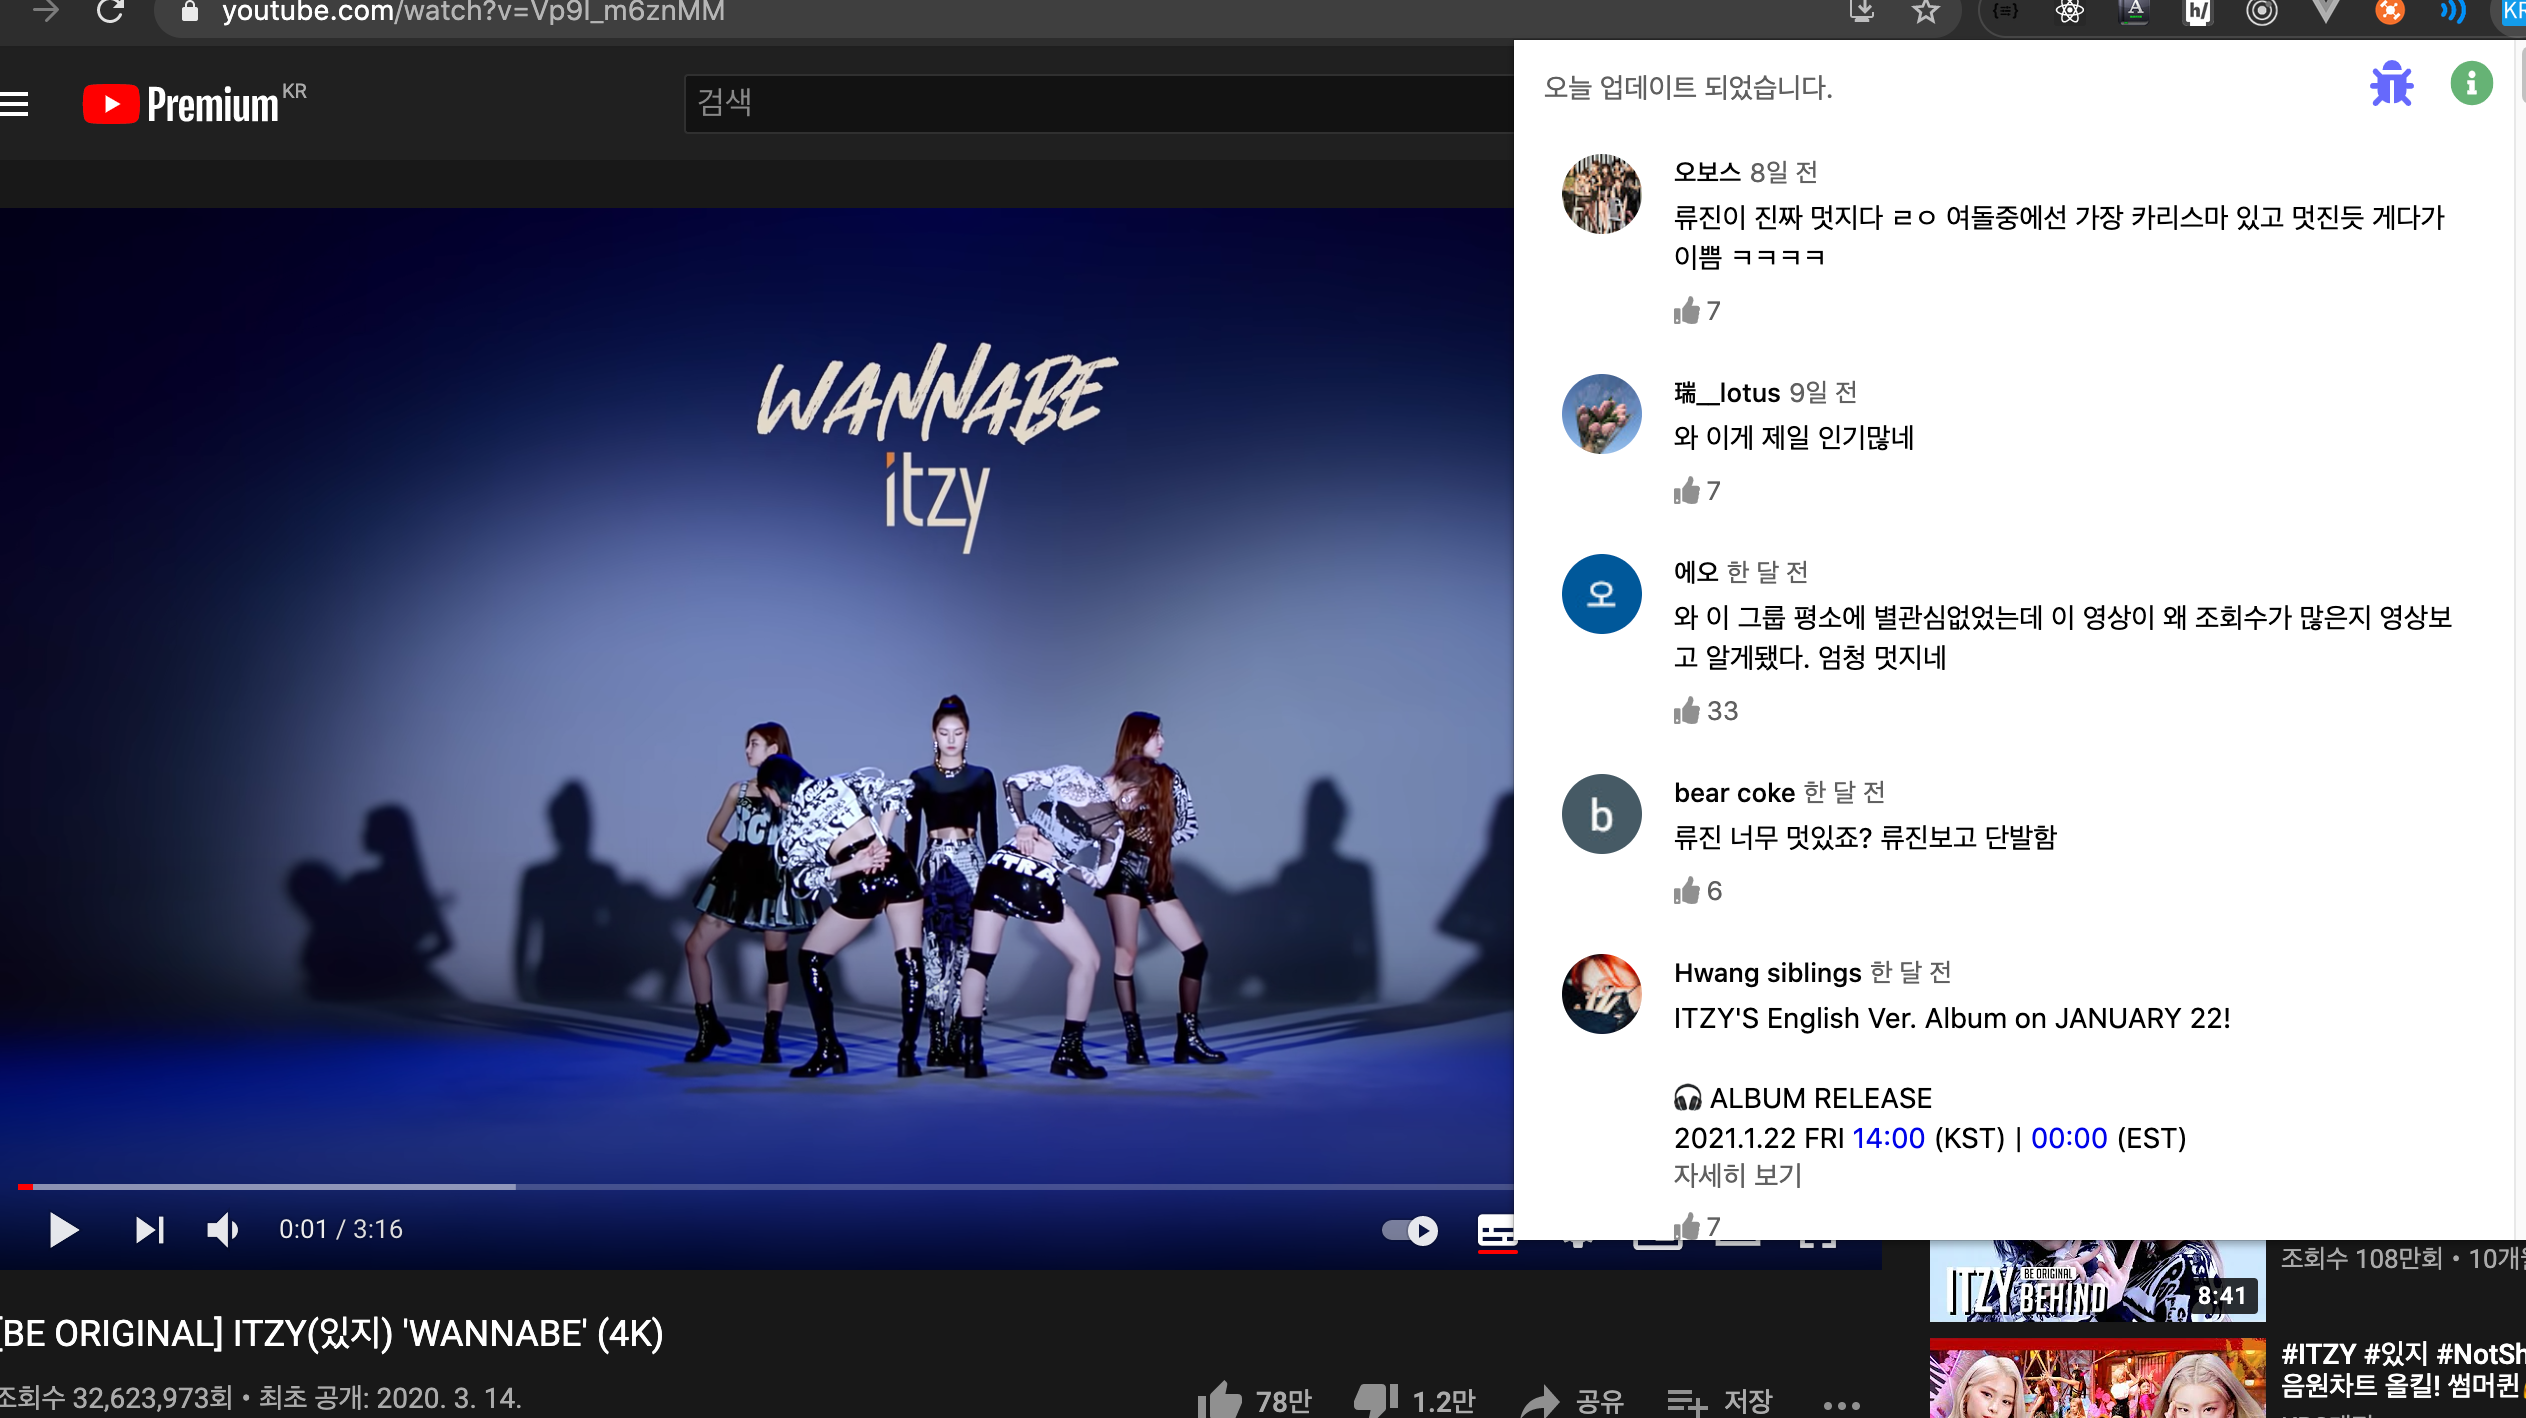 youtube.com/watch?v=Vp9I_m6znMM
{≡} A h/ KR
Premium KR
검색
WANNABE
itzy
XTRA
0:01 / 3:16
[BE ORIGINAL] ITZY(있지) 'WANNABE' (4K)
조회수 32,623,973회 • 최초 공개: 2020. 3. 14.
78만 1.2만 공유 저장
오늘 업데이트 되었습니다.
오보스 8일 전
류진이 진짜 멋지다 ㄹㅇ 여돌중에선 가장 카리스마 있고 멋진듯 게다가
이쁨 ㅋㅋㅋㅋ
7
瑞__lotus 9일 전
와 이게 제일 인기많네
7
오
에오 한 달 전
와 이 그룹 평소에 별관심없었는데 이 영상이 왜 조회수가 많은지 영상보
고 알게됐다. 엄청 멋지네
33
b
bear coke 한 달 전
류진 너무 멋있죠? 류진보고 단발함
6
Hwang siblings 한 달 전
ITZY'S English Ver. Album on JANUARY 22!
🎧 ALBUM RELEASE
2021.1.22 FRI 14:00 (KST) | 00:00 (EST)
자세히 보기
7
조회수 108만회 • 10개
ITZY BE ORIGINAL BEHIND
8:41
#ITZY #있지 #NotSh
음원차트 올킬! 썸머퀸